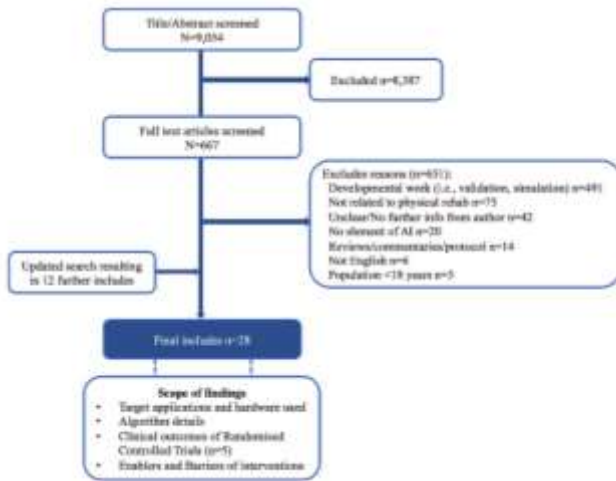 Title/Abstract screened
N=9,054
Excluded n=8,387
Full text articles screened
N=667
Excludes reasons (n=651):
Developmental work (i.e., validation, simulation) n=491
Not related to physical rehab n=75
Unclear/No further info from author n=42
No element of AI n=20
Reviews/commentaries/protocol n=14
Not English n=6
Population <18 years n=3
Updated search resulting
in 12 further includes
Final includes n=28
Scope of findings
• Target applications and hardware used
• Algorithm details
• Clinical outcomes of Randomised
Controlled Trials (n=5)
• Enablers and Barriers of interventions